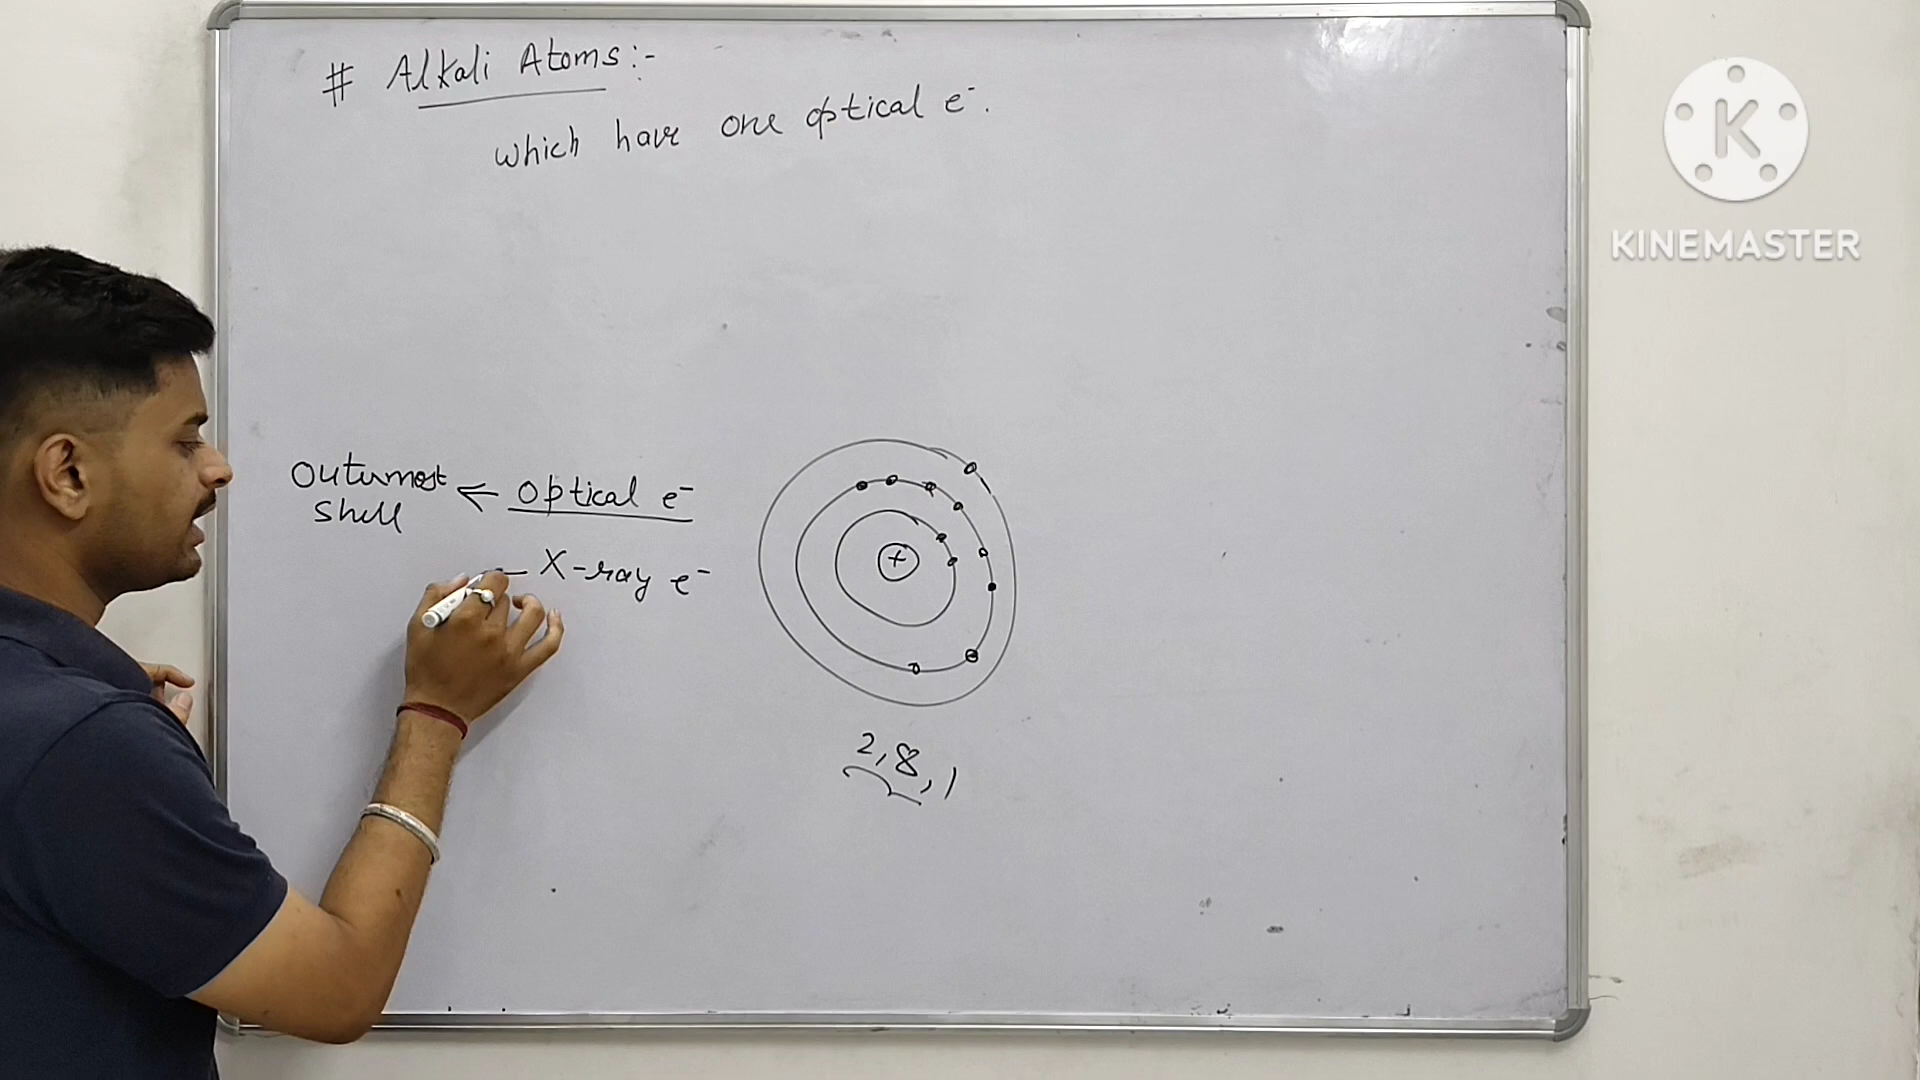 # Alkali Atoms:-
which have one optical e⁻.
Outermost shell ← optical e⁻
← X-ray e⁻
+
2, 8, 1
K
KINEMASTER